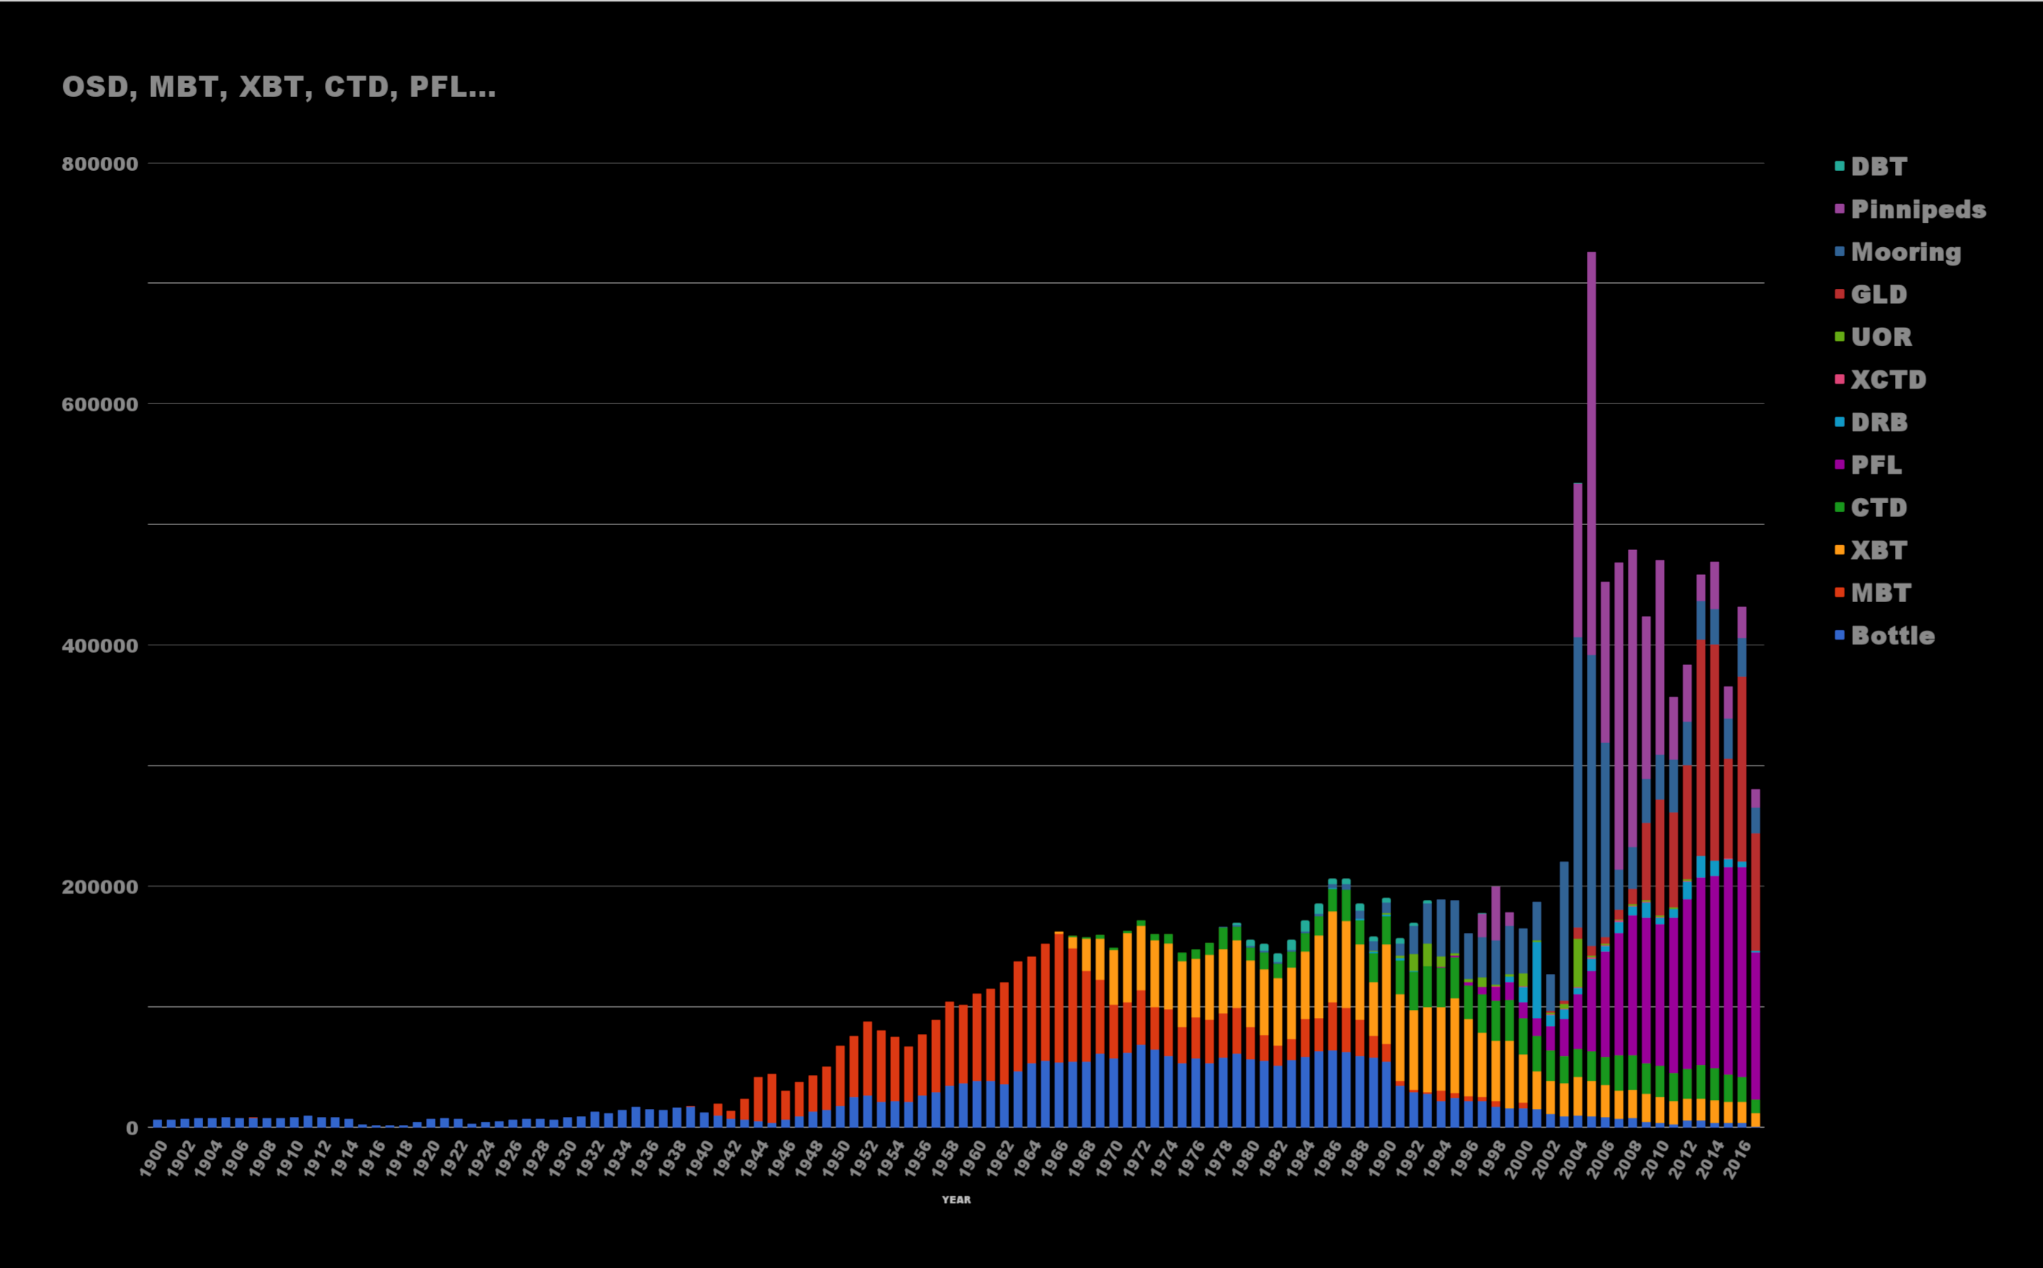 OSD, MBT, XBT, CTD, PFL...
800000
600000
400000
200000
0
DBT
Pinnipeds
Mooring
GLD
UOR
XCTD
DRB
PFL
CTD
XBT
MBT
Bottle
1900 1902 1904 1906 1908 1910 1912 1914 1916 1918 1920 1922 1924 1926 1928 1930 1932 1934 1936 1938 1940 1942 1944 1946 1948 1950 1952 1954 1956 1958 1960 1962 1964 1966 1968 1970 1972 1974 1976 1978 1980 1982 1984 1986 1988 1990 1992 1994 1996 1998 2000 2002 2004 2006 2008 2010 2012 2014 2016
YEAR